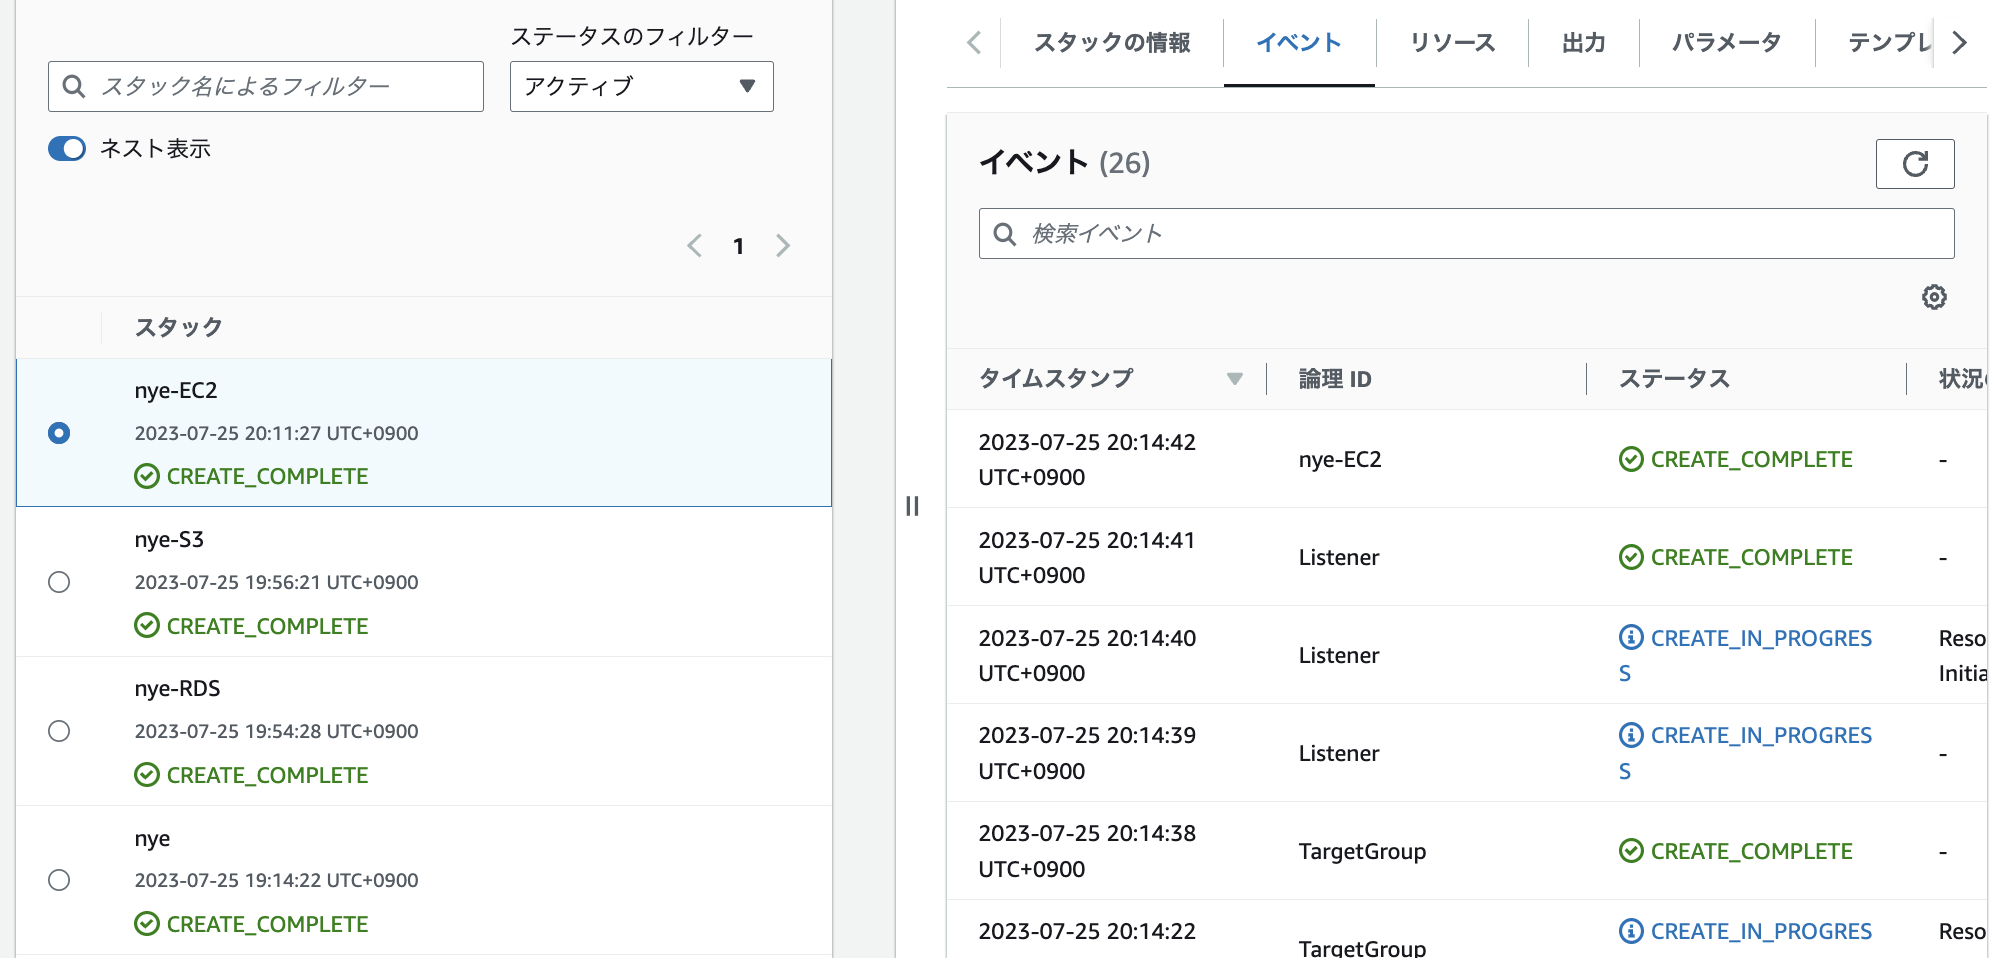 ステータスのフィルター
スタック名によるフィルター
アクティブ
ネスト表示
1
スタック
nye-EC2
2023-07-25 20:11:27 UTC+0900
CREATE_COMPLETE
nye-S3
2023-07-25 19:56:21 UTC+0900
CREATE_COMPLETE
nye-RDS
2023-07-25 19:54:28 UTC+0900
CREATE_COMPLETE
nye
2023-07-25 19:14:22 UTC+0900
CREATE_COMPLETE
スタックの情報 イベント リソース 出力 パラメータ テンプレ
イベント (26)
検索イベント
タイムスタンプ 論理 ID ステータス 状況
2023-07-25 20:14:42
UTC+0900
nye-EC2
CREATE_COMPLETE
-
2023-07-25 20:14:41
UTC+0900
Listener
CREATE_COMPLETE
-
2023-07-25 20:14:40
UTC+0900
Listener
CREATE_IN_PROGRES
S
Reso
Initia
2023-07-25 20:14:39
UTC+0900
Listener
CREATE_IN_PROGRES
S
-
2023-07-25 20:14:38
UTC+0900
TargetGroup
CREATE_COMPLETE
-
2023-07-25 20:14:22
TargetGroup
CREATE_IN_PROGRES
Reso